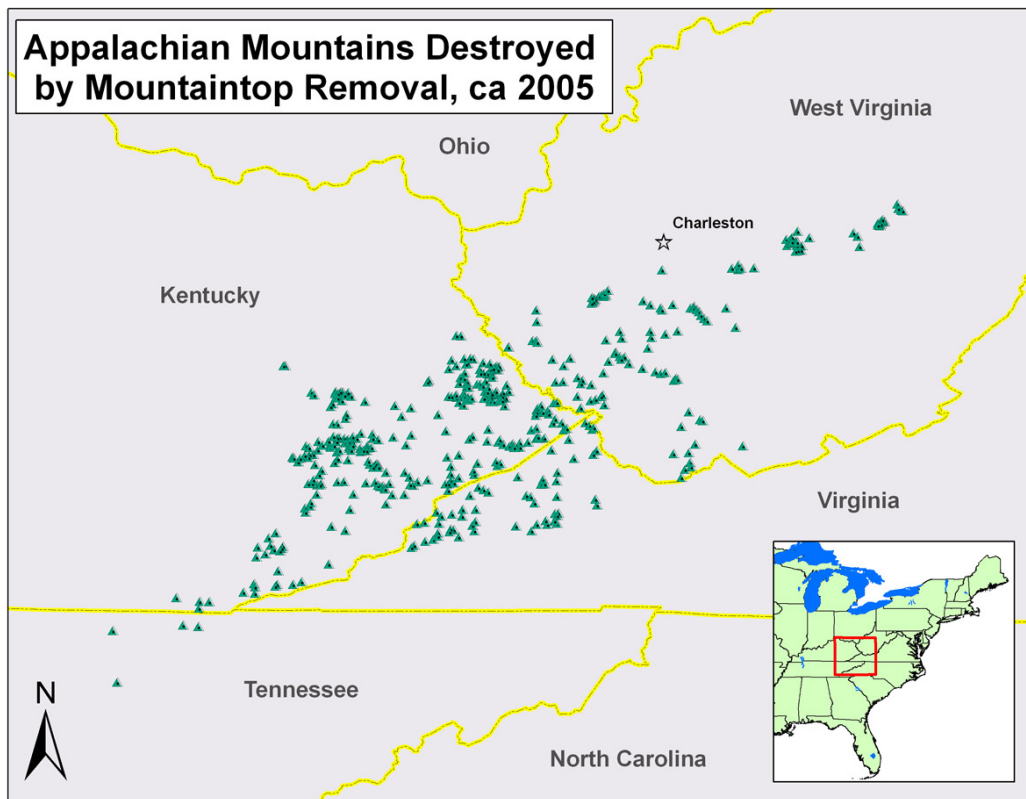 Appalachian Mountains Destroyed
by Mountaintop Removal, ca 2005
West Virginia
Ohio
Charleston
Kentucky
Virginia
Tennessee
N
North Carolina